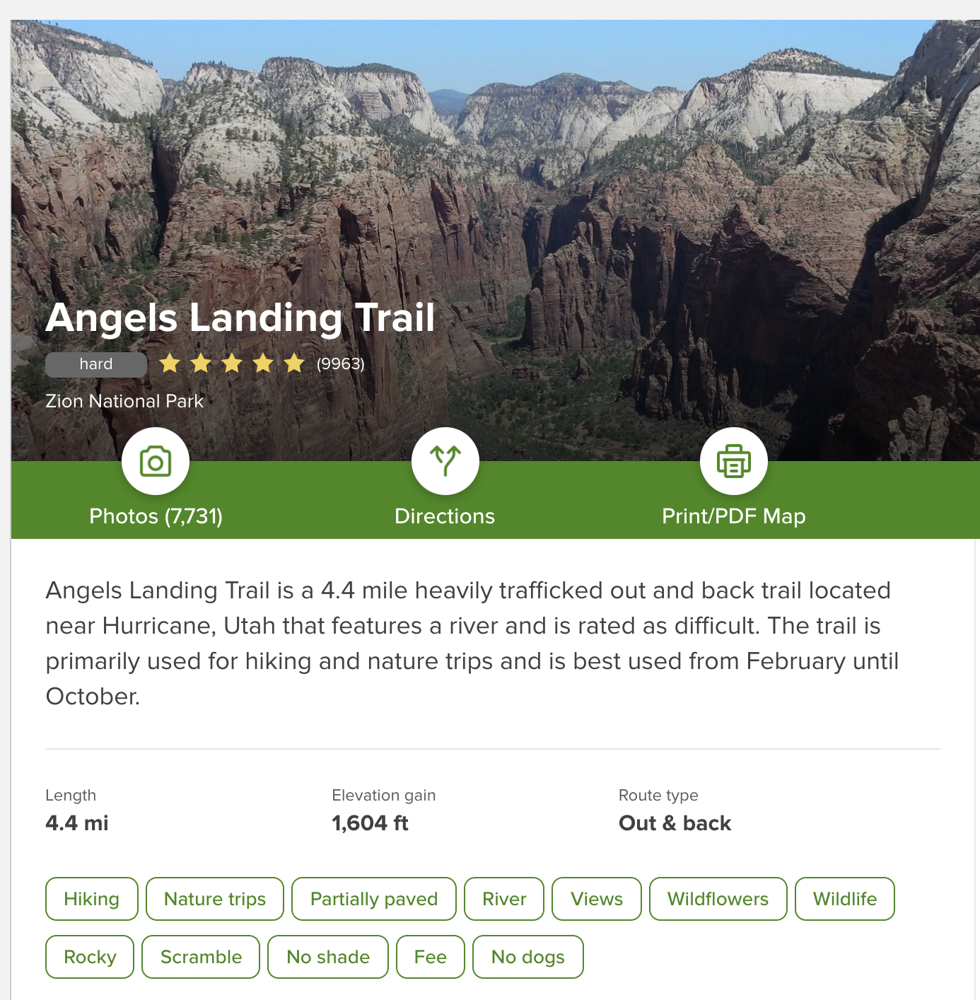 Angels Landing Trail
hard (9963)
Zion National Park
Photos (7,731) Directions Print/PDF Map
Angels Landing Trail is a 4.4 mile heavily trafficked out and back trail located
near Hurricane, Utah that features a river and is rated as difficult. The trail is
primarily used for hiking and nature trips and is best used from February until
October.
Length Elevation gain Route type
4.4 mi 1,604 ft Out & back
Hiking Nature trips Partially paved River Views Wildflowers Wildlife
Rocky Scramble No shade Fee No dogs